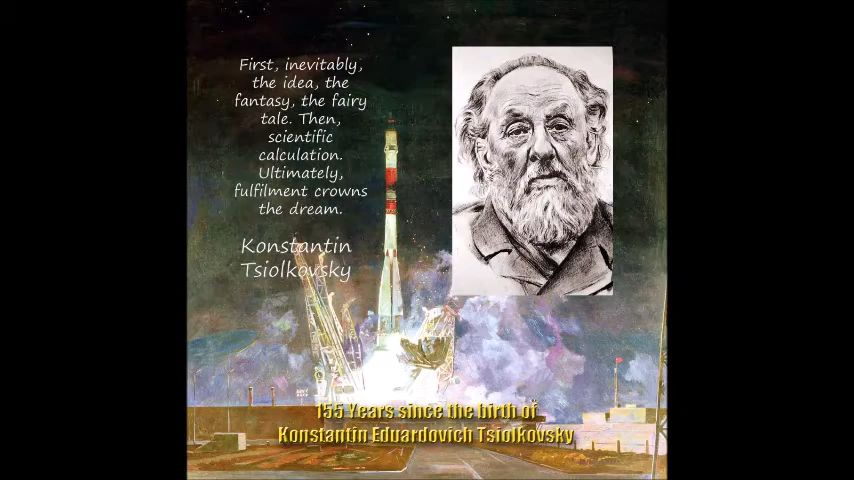 First, inevitably,
the idea, the
fantasy, the fairy
tale. Then,
scientific
calculation.
Ultimately,
fulfilment crowns
the dream.
Konstantin
Tsiolkovsky
155 Years since the birth of
Konstantin Eduardovich Tsiolkovsky